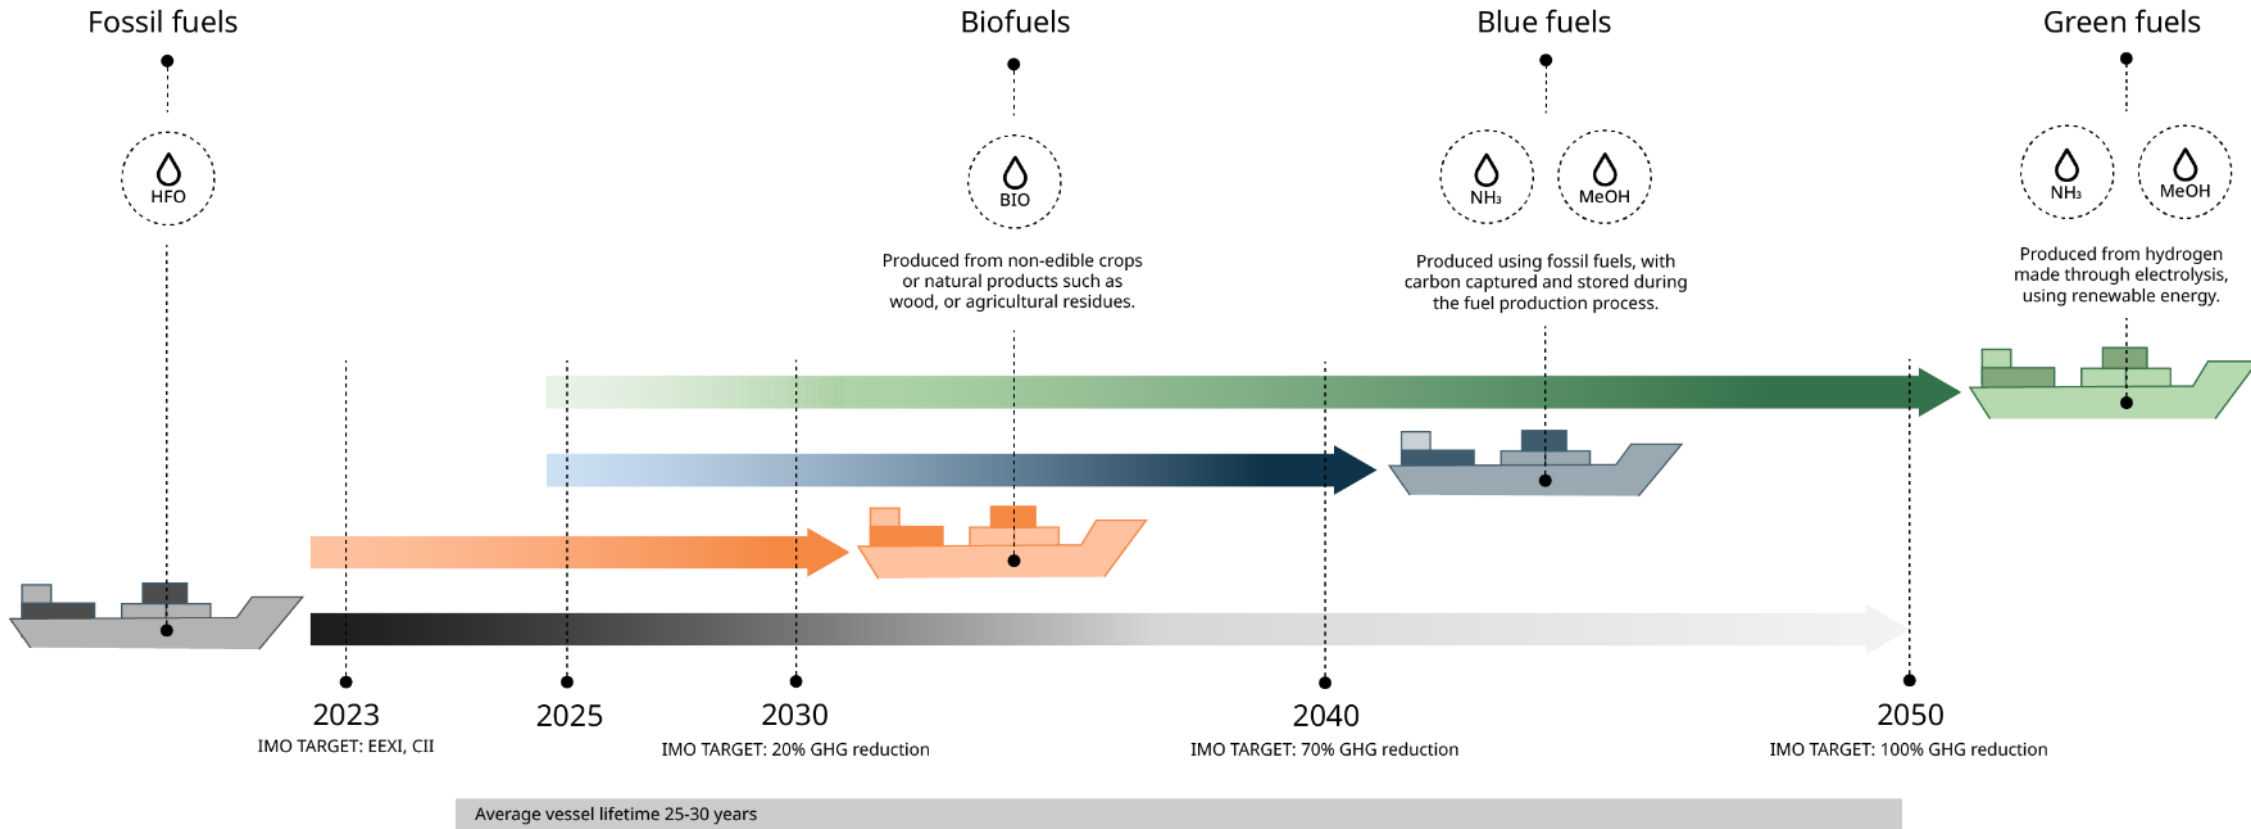 Fossil fuels
Biofuels
Blue fuels
Green fuels
HFO
BIO
NH₃
MeOH
NH₃
MeOH
Produced from non-edible crops
or natural products such as
wood, or agricultural residues.
Produced using fossil fuels, with
carbon captured and stored during
the fuel production process.
Produced from hydrogen
made through electrolysis,
using renewable energy.
2023
IMO TARGET: EEXI, CII
2025
2030
IMO TARGET: 20% GHG reduction
2040
IMO TARGET: 70% GHG reduction
2050
IMO TARGET: 100% GHG reduction
Average vessel lifetime 25-30 years